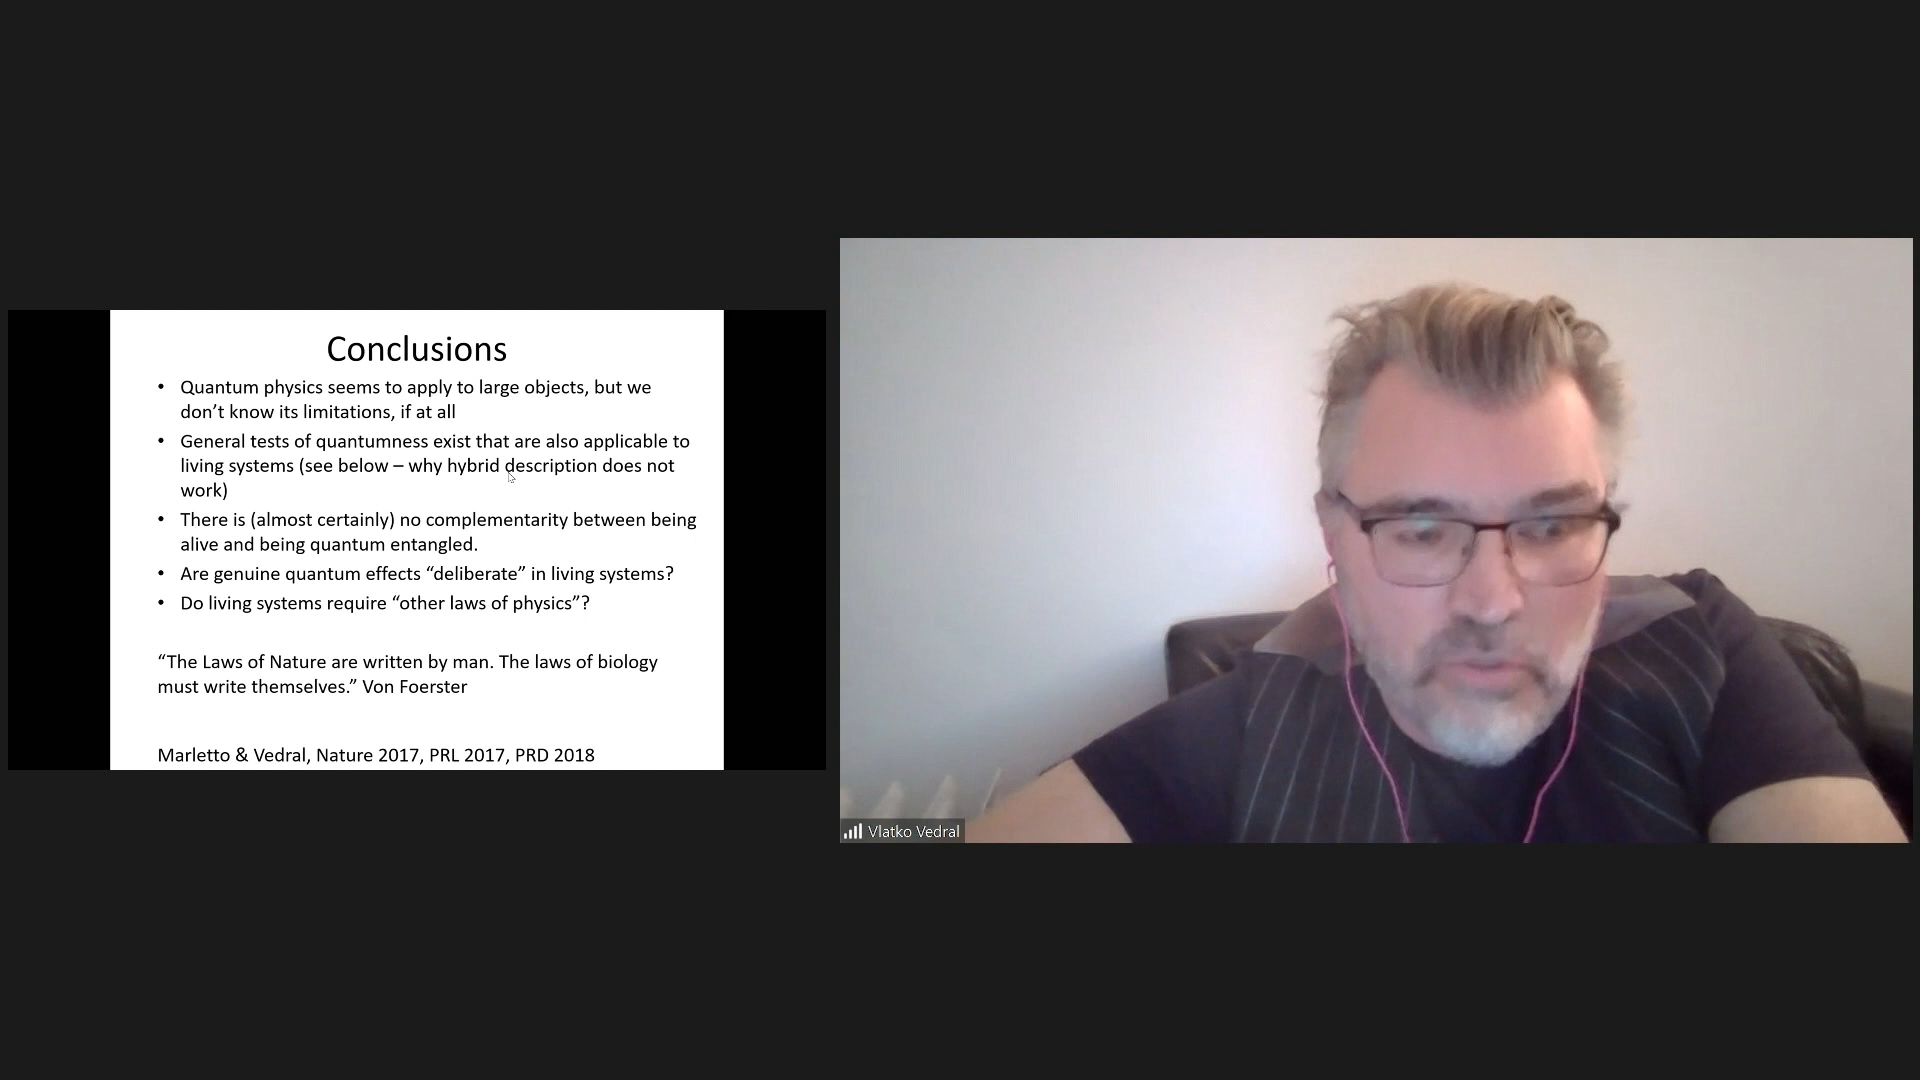 Conclusions
• Quantum physics seems to apply to large objects, but we
don’t know its limitations, if at all
• General tests of quantumness exist that are also applicable to
living systems (see below – why hybrid description does not
work)
• There is (almost certainly) no complementarity between being
alive and being quantum entangled.
• Are genuine quantum effects “deliberate” in living systems?
• Do living systems require “other laws of physics”?
“The Laws of Nature are written by man. The laws of biology
must write themselves.” Von Foerster
Marletto & Vedral, Nature 2017, PRL 2017, PRD 2018
Vlatko Vedral